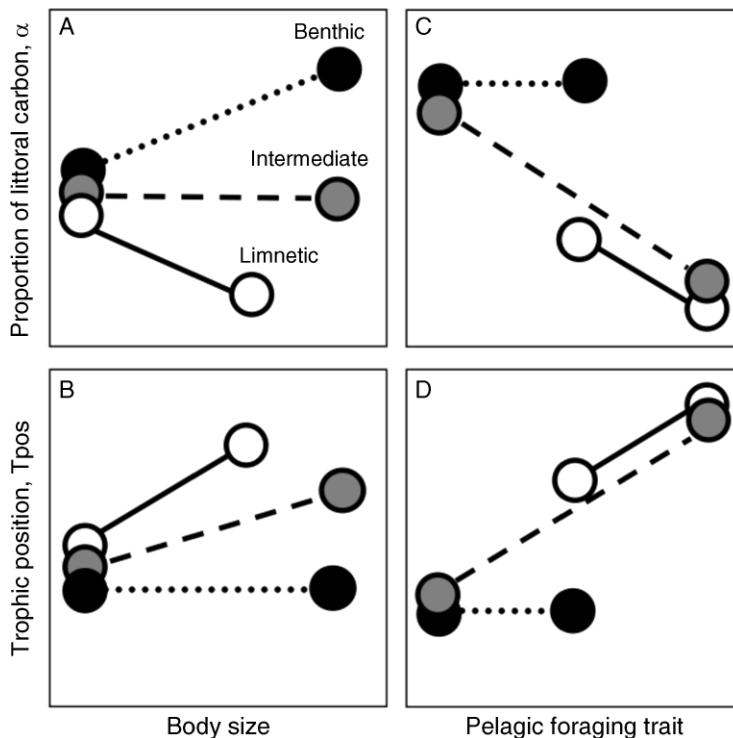 A
Benthic
Intermediate
Limnetic
Proportion of littoral carbon, α
C
B
Trophic position, Tpos
D
Body size
Pelagic foraging trait